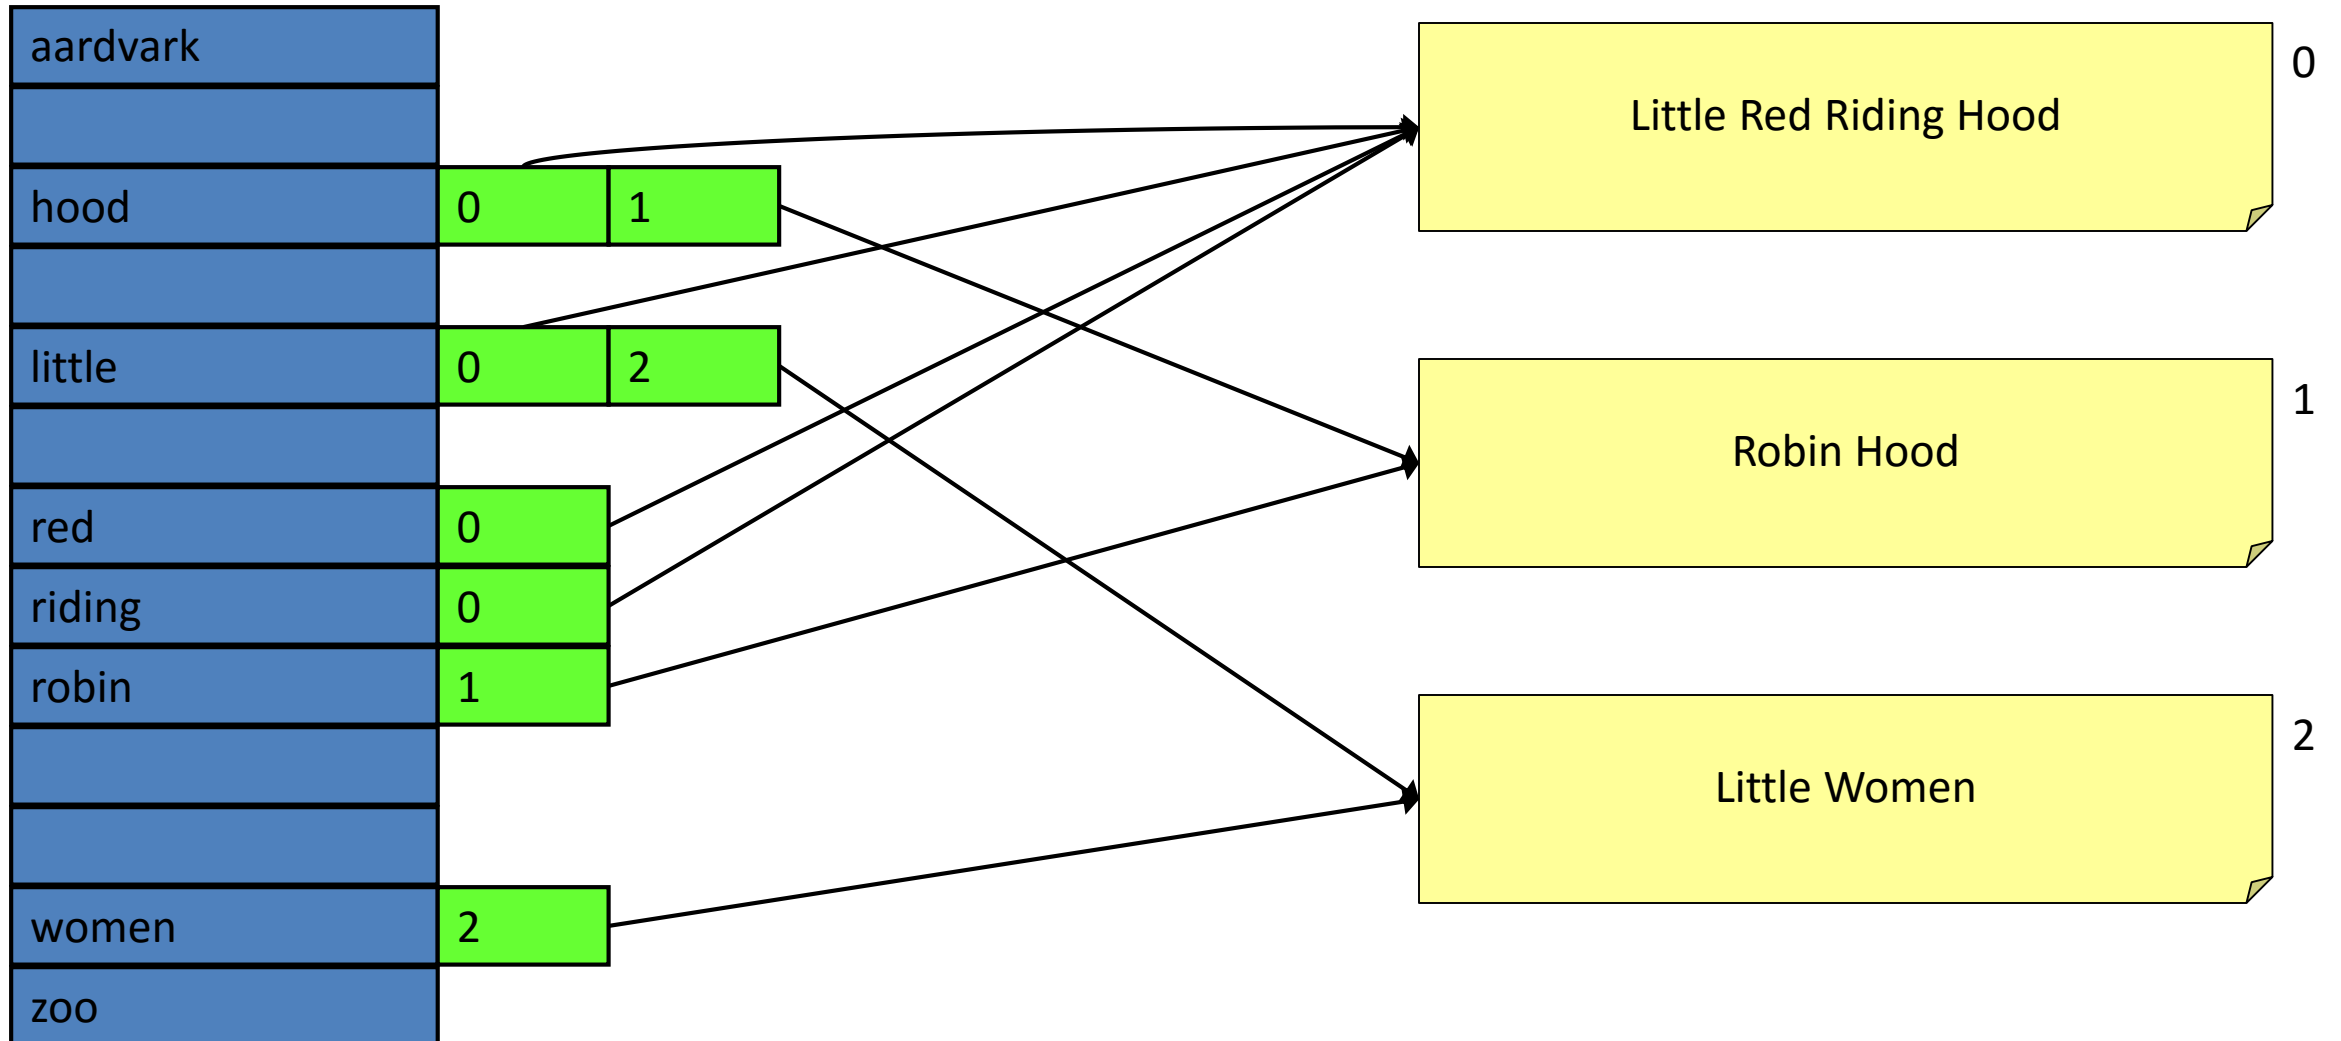 aardvark
hood 0 1
little 0 2
red 0
riding 0
robin 1
women 2
zoo
Little Red Riding Hood 0
Robin Hood 1
Little Women 2